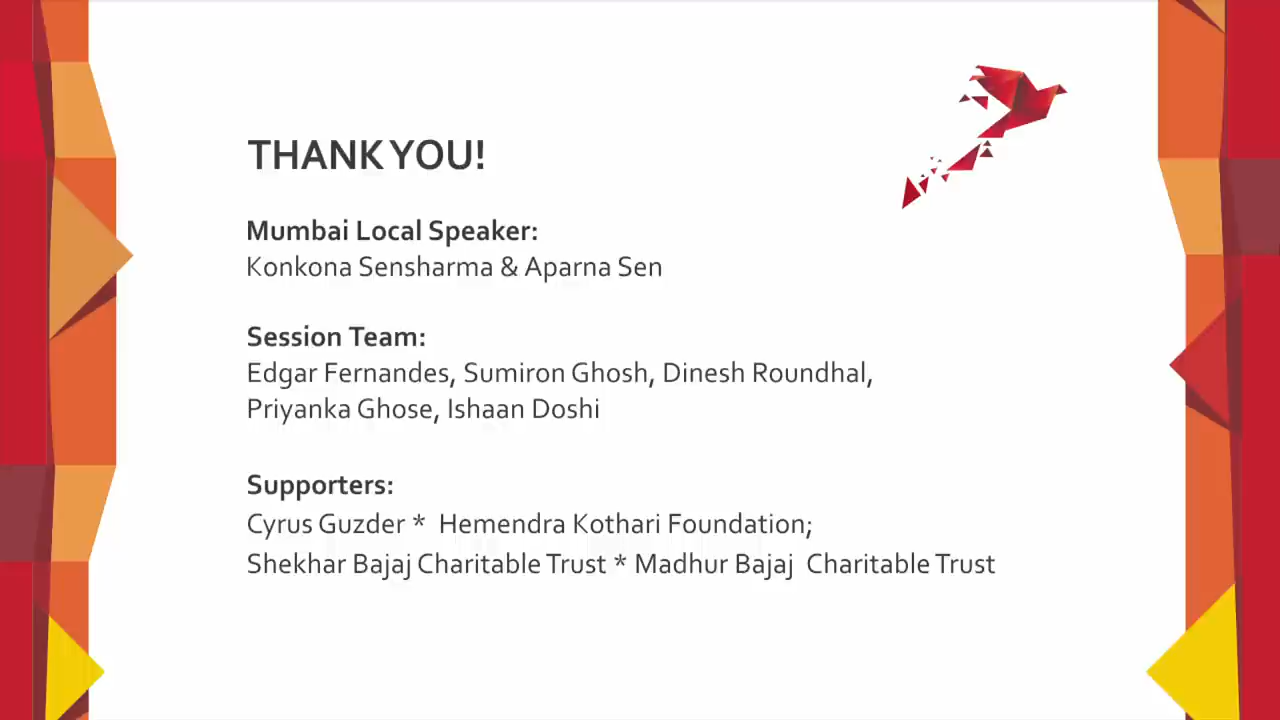 THANK YOU!
Mumbai Local Speaker:
Konkona Sensharma & Aparna Sen
Session Team:
Edgar Fernandes, Sumiron Ghosh, Dinesh Roundhal,
Priyanka Ghose, Ishaan Doshi
Supporters:
Cyrus Guzder * Hemendra Kothari Foundation;
Shekhar Bajaj Charitable Trust * Madhur Bajaj Charitable Trust